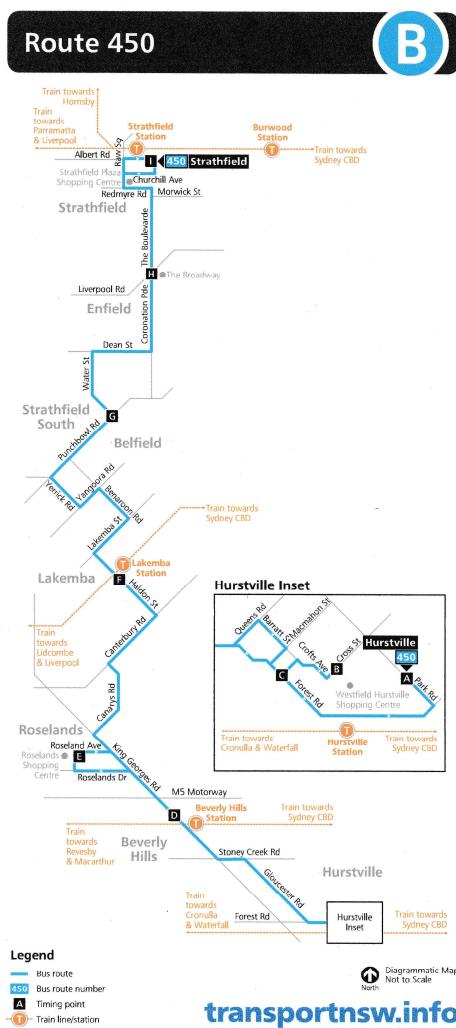 Route 450
B
Train towards
Hornsby
Train
towards
Parramatta
& Liverpool
Strathfield
Station
T
Burwood
Station
T
Train towards
Sydney CBD
Albert Rd
Raw Sq
I
450 Strathfield
Strathfield Plaza
Shopping Centre
Churchill Ave
Redmyre Rd
Morwick St
Strathfield
The Boulevarde
H
The Broadway
Liverpool Rd
Enfield
Coronation Pde
Dean St
Water St
Strathfield
South
G
Punchbowl Rd
Belfield
Yerrick Rd
Yangoora Rd
Benaroon Rd
Lakemba St
Train towards
Sydney CBD
T
Lakemba
Station
Lakemba
F
Haldon St
Train
towards
Lidcombe
& Liverpool
Canterbury Rd
Canarys Rd
Roselands
Roseland Ave
Roselands
Shopping
Centre
E
Roselands Dr
King Georges Rd
M5 Motorway
D
T
Beverly Hills
Station
Train towards
Sydney CBD
Train
towards
Revesby
& Macarthur
Beverly
Hills
Stoney Creek Rd
Gloucester Rd
Hurstville
Train
towards
Cronulla
& Waterfall
Forest Rd
Hurstville
Inset
Train towards
Sydney CBD
Hurstville Inset
Queens Rd
Barratt St
Macmahon St
Crofts Ave
B
Cross St
Hurstville
450
A
C
Forest Rd
Park Rd
Westfield Hurstville
Shopping Centre
T
Train towards
Cronulla & Waterfall
Hurstville
Station
Train towards
Sydney CBD
Legend
Bus route
450 Bus route number
A Timing point
T Train line/station
North
Diagrammatic Map
Not to Scale
transportnsw.info